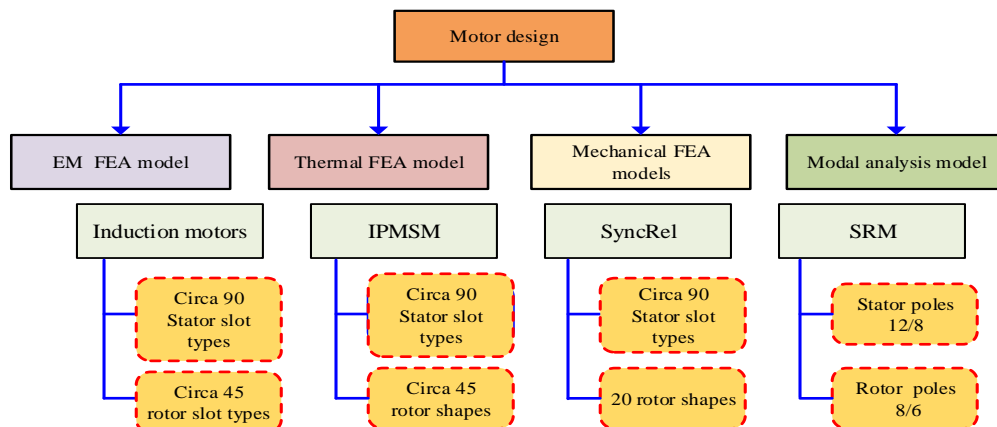 Motor design
EM FEA model
Thermal FEA model
Mechanical FEA
models
Modal analysis model
Induction motors
IPMSM
SyncRel
SRM
Circa 90
Stator slot
types
Circa 90
Stator slot
types
Circa 90
Stator slot
types
Stator poles
12/8
Circa 45
rotor slot types
Circa 45
rotor shapes
20 rotor shapes
Rotor poles
8/6